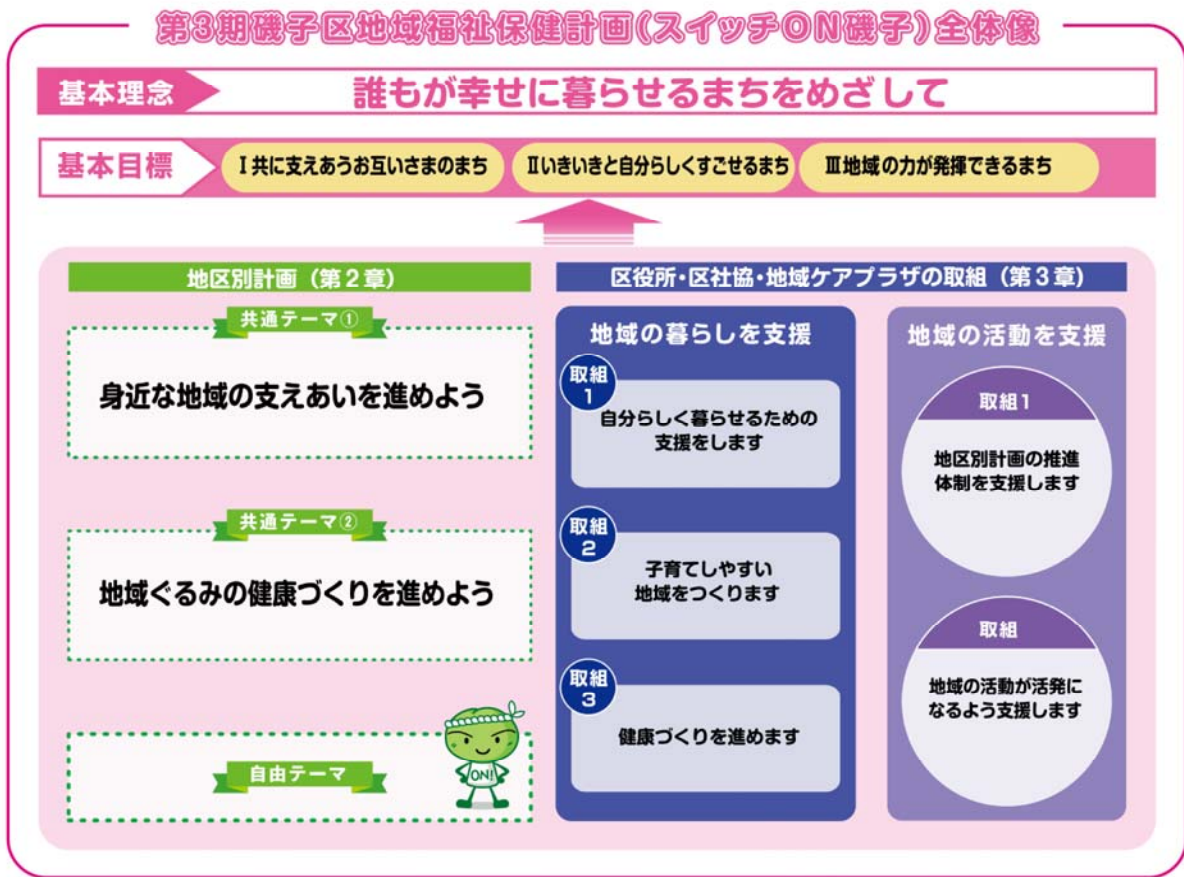 第3期磯子区地域福祉保健計画(スイッチON磯子)全体像
基本理念
誰もが幸せに暮らせるまちをめざして
基本目標
Ⅰ共に支えあうお互いさまのまち
Ⅱいきいきと自分らしくすごせるまち
Ⅲ地域の力が発揮できるまち
地区別計画(第2章)
共通テーマ①
身近な地域の支えあいを進めよう
共通テーマ②
地域ぐるみの健康づくりを進めよう
自由テーマ
ON!
区役所・区社協・地域ケアプラザの取組(第3章)
地域の暮らしを支援
取組
1
自分らしく暮らせるための
支援をします
取組
2
子育てしやすい
地域をつくります
取組
3
健康づくりを進めます
地域の活動を支援
取組1
地区別計画の推進
体制を支援します
取組
地域の活動が活発に
なるよう支援します